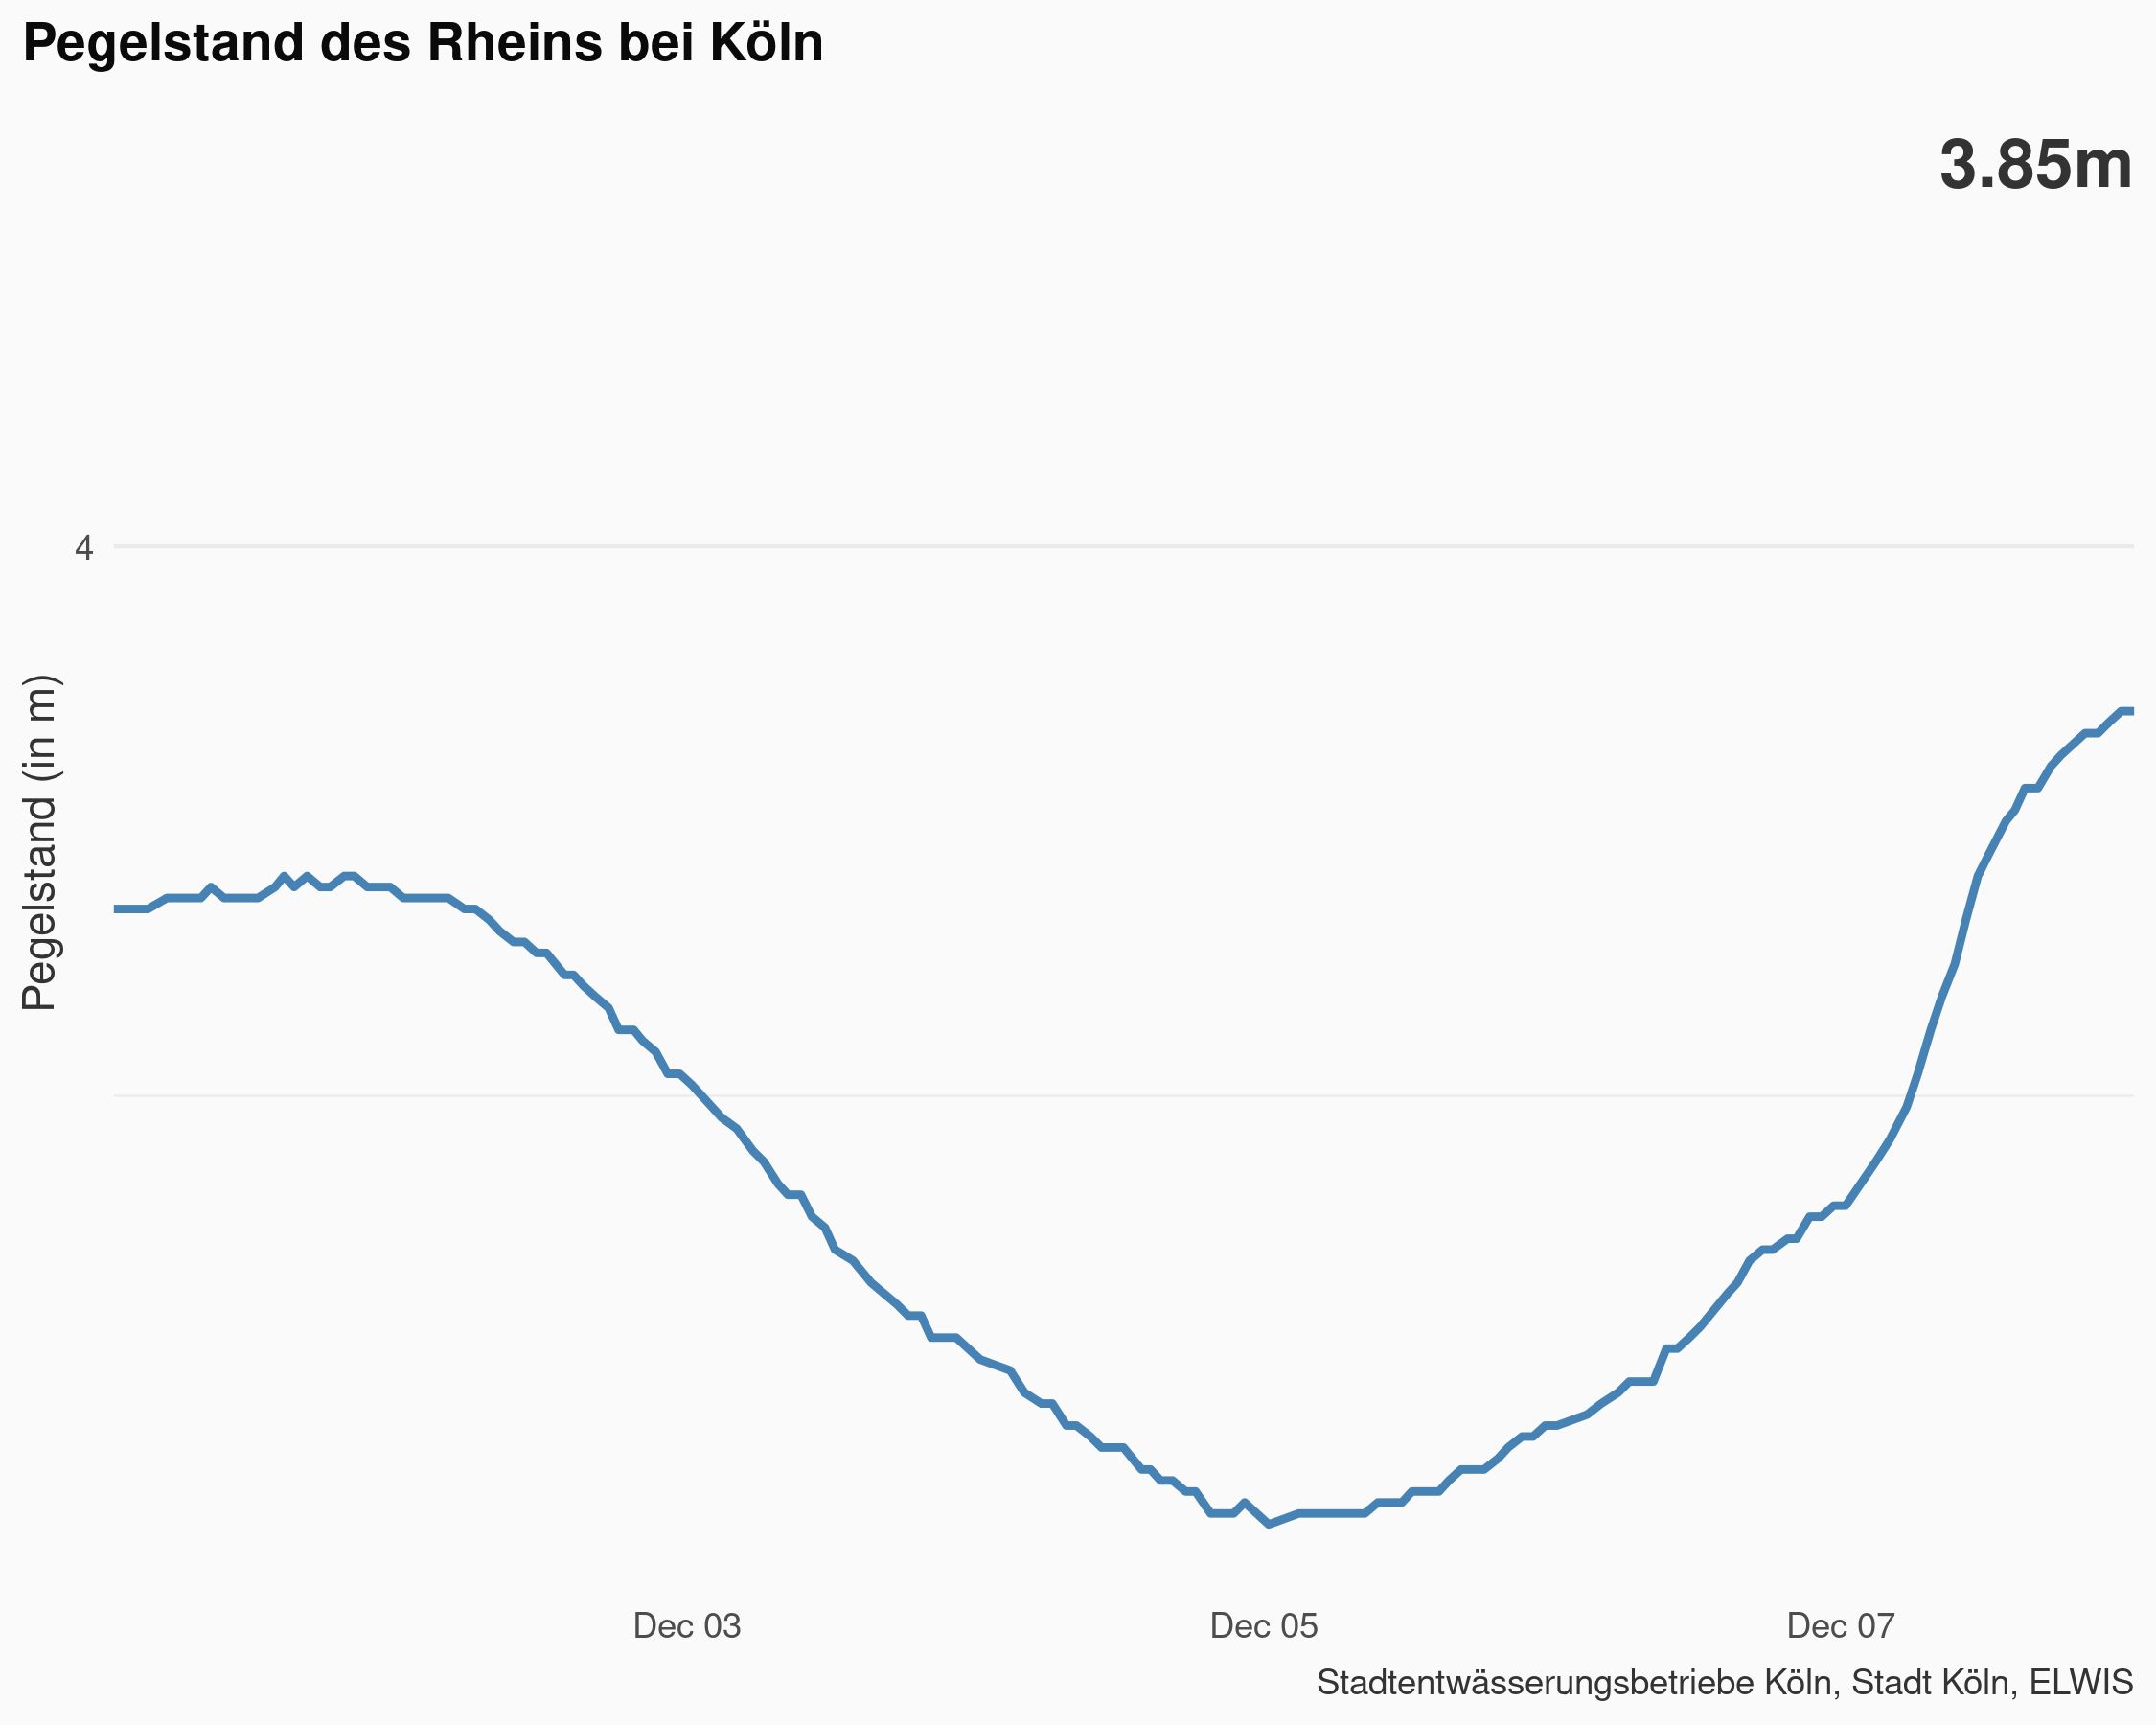 Pegelstand des Rheins bei Köln
3.85m
4
Pegelstand (in m)
Dec 03
Dec 05
Dec 07
Stadtentwässerungsbetriebe Köln, Stadt Köln, ELWIS